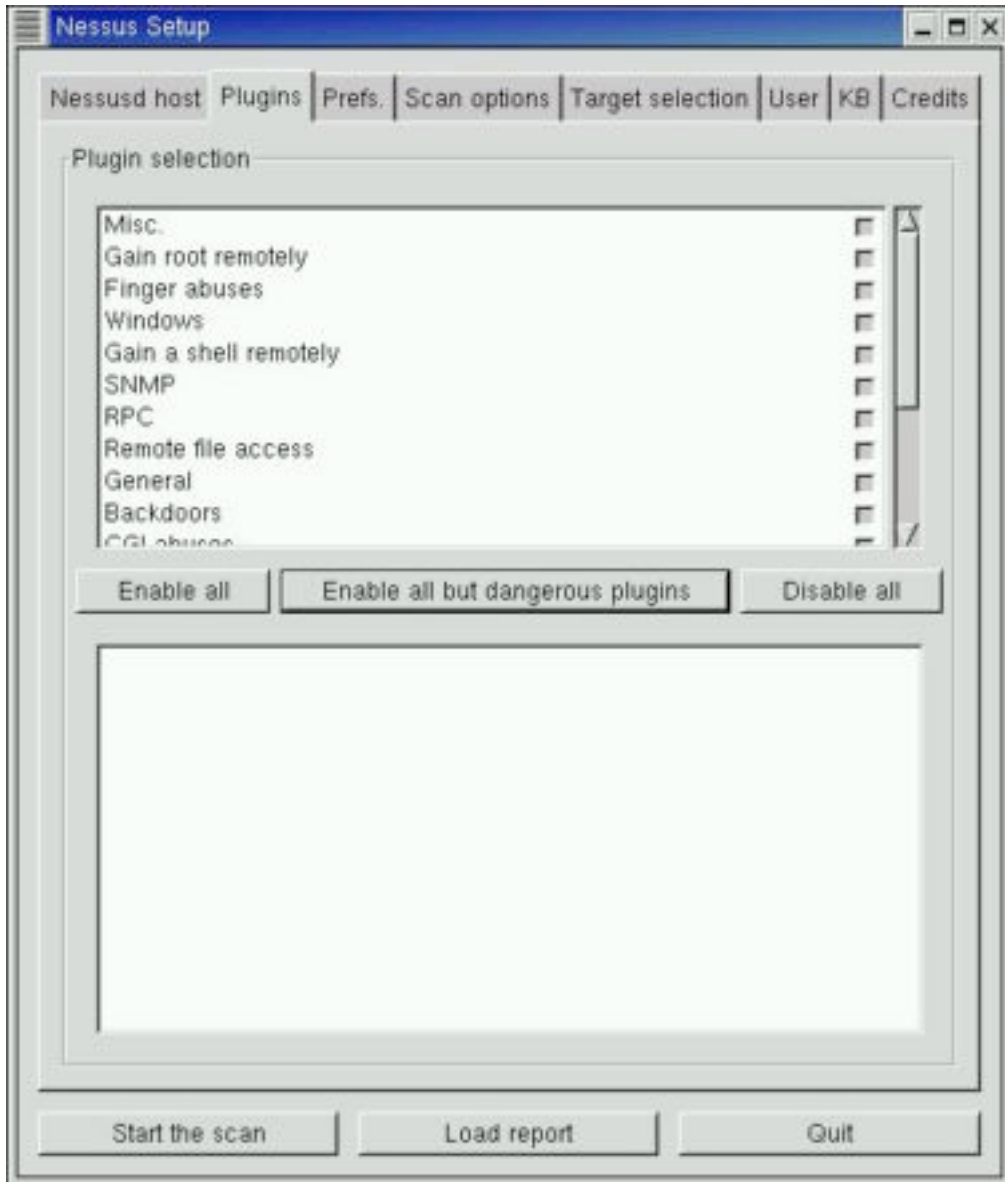 Nessus Setup
Nessusd host Plugins Prefs. Scan options Target selection User KB Credits
Plugin selection
Misc.
Gain root remotely
Finger abuses
Windows
Gain a shell remotely
SNMP
RPC
Remote file access
General
Backdoors
CGI abuses
Enable all Enable all but dangerous plugins Disable all
Start the scan Load report Quit